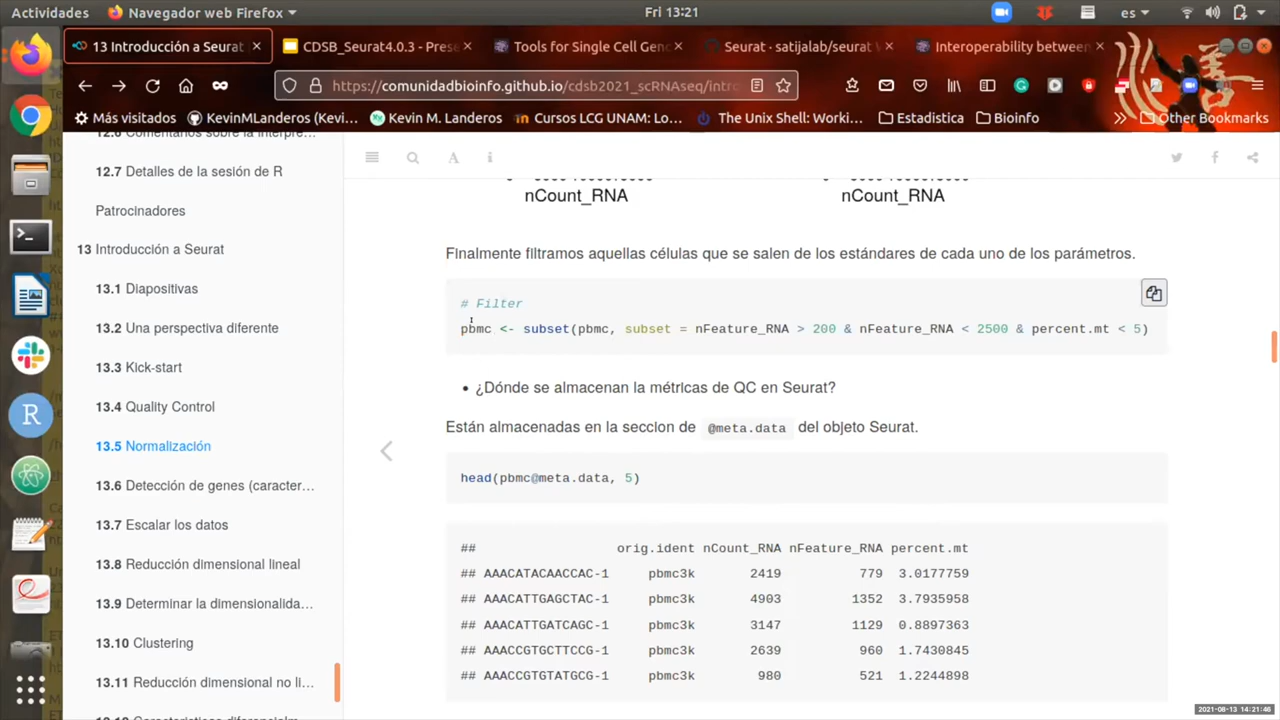 Actividades
Navegador web Firefox
Fri 13:21
es
13 Introducción a Seurat
CDSB_Seurat4.0.3 - Prese
Tools for Single Cell Geno
Seurat · satijalab/seurat W
Interoperability between
https://comunidadbioinfo.github.io/cdsb2021_scRNAseq/intro
Más visitados
KevinMLanderos (Kevi…
Kevin M. Landeros
Cursos LCG UNAM: Lo…
The Unix Shell: Worki…
Estadistica
Bioinfo
Other Bookmarks
12.7 Detalles de la sesión de R
Patrocinadores
13 Introducción a Seurat
13.1 Diapositivas
13.2 Una perspectiva diferente
13.3 Kick-start
13.4 Quality Control
13.5 Normalización
13.6 Detección de genes (caracter…
13.7 Escalar los datos
13.8 Reducción dimensional lineal
13.9 Determinar la dimensionalida…
13.10 Clustering
13.11 Reducción dimensional no li…
nCount_RNA nCount_RNA
Finalmente filtramos aquellas células que se salen de los estándares de cada uno de los parámetros.
# Filter
pbmc <- subset(pbmc, subset = nFeature_RNA > 200 & nFeature_RNA < 2500 & percent.mt < 5)
• ¿Dónde se almacenan la métricas de QC en Seurat?
Están almacenadas en la seccion de @meta.data del objeto Seurat.
head(pbmc@meta.data, 5)
## orig.ident nCount_RNA nFeature_RNA percent.mt
## AAACATACAACCAC-1 pbmc3k 2419 779 3.0177759
## AAACATTGAGCTAC-1 pbmc3k 4903 1352 3.7935958
## AAACATTGATCAGC-1 pbmc3k 3147 1129 0.8897363
## AAACCGTGCTTCCG-1 pbmc3k 2639 960 1.7430845
## AAACCGTGTATGCG-1 pbmc3k 980 521 1.2244898
2021-08-13 14:21:46